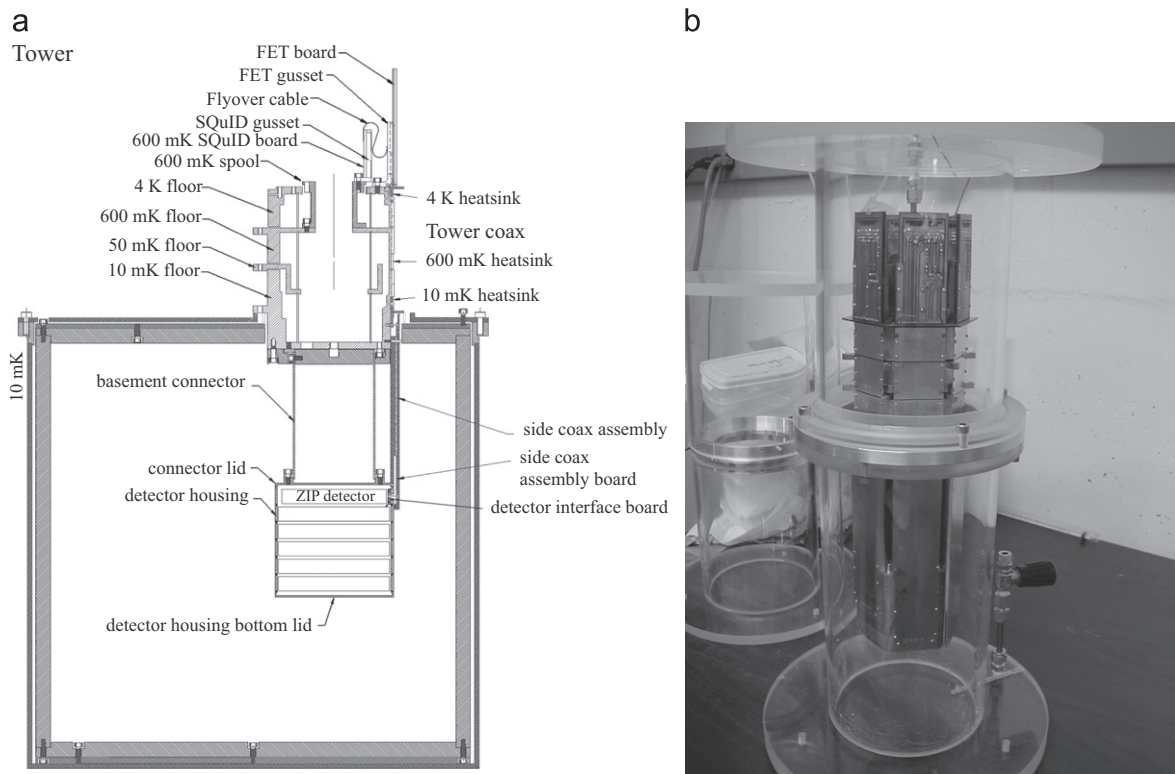 a
Tower
FET board
FET gusset
Flyover cable
SQuID gusset
600 mK SQuID board
600 mK spool
4 K floor
600 mK floor
50 mK floor
10 mK floor
4 K heatsink
Tower coax
600 mK heatsink
10 mK heatsink
10 mK
basement connector
side coax assembly
connector lid
side coax
assembly board
detector housing
ZIP detector
detector interface board
detector housing bottom lid
b